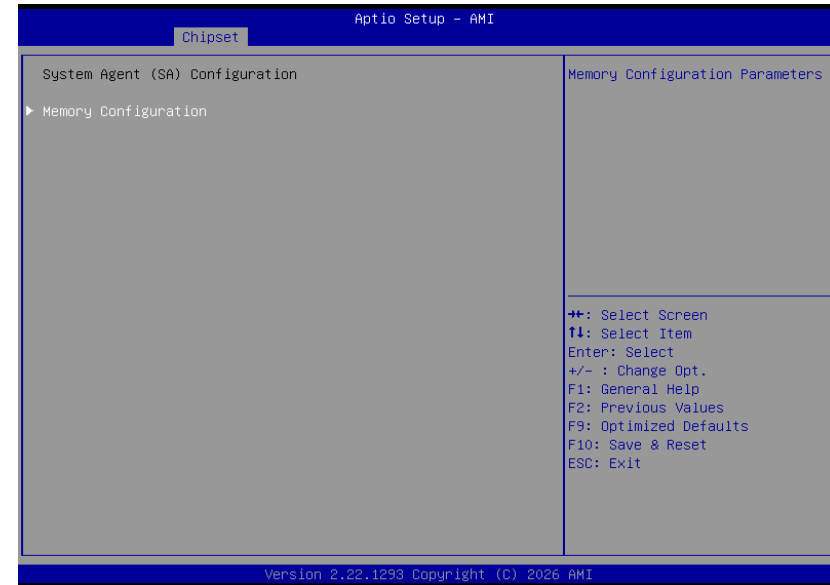 Aptio Setup – AMI
Chipset
System Agent (SA) Configuration
▶ Memory Configuration
Memory Configuration Parameters
→←: Select Screen
↑↓: Select Item
Enter: Select
+/- : Change Opt.
F1: General Help
F2: Previous Values
F9: Optimized Defaults
F10: Save & Reset
ESC: Exit
Version 2.22.1293 Copyright (C) 2026 AMI